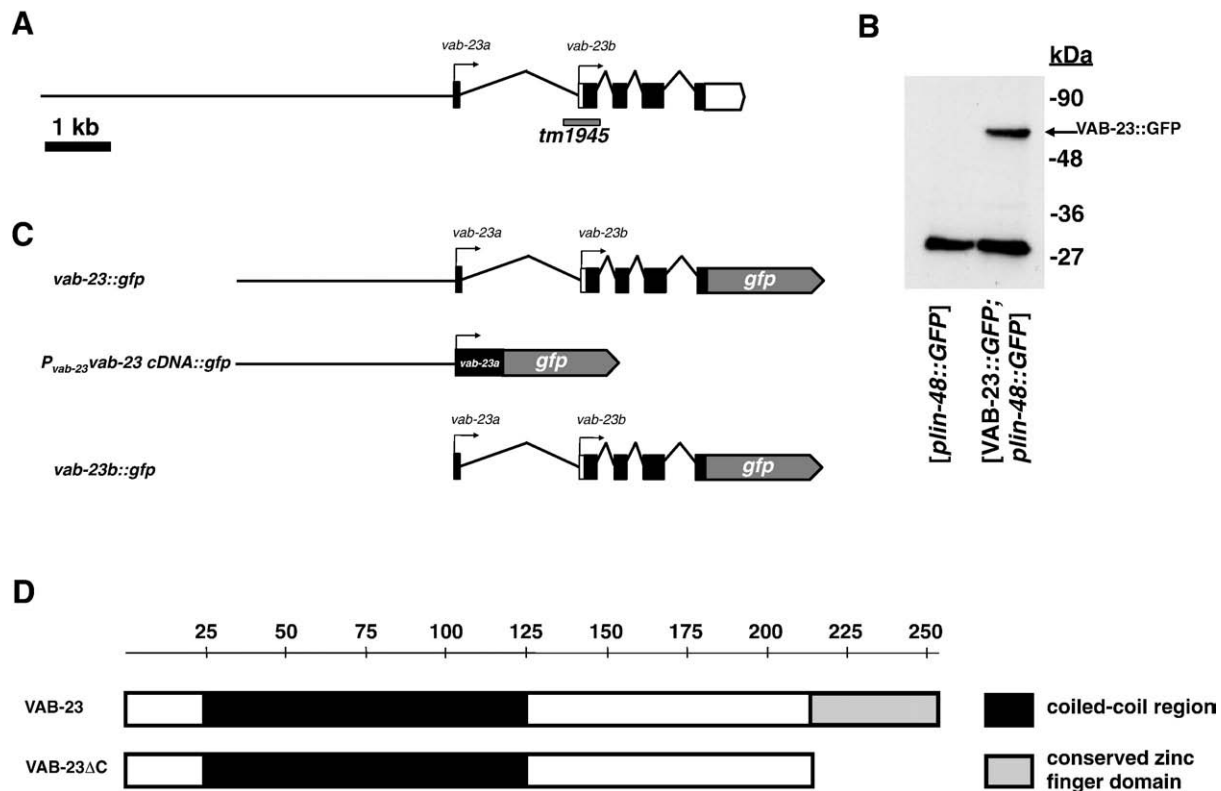 A
vab-23a
vab-23b
1 kb
tm1945
B
kDa
-90
VAB-23::GFP
-48
-36
-27
[plin-48::GFP]
[VAB-23::GFP;
plin-48::GFP]
C
vab-23a
vab-23b
vab-23::gfp
gfp
Pvab-23vab-23 cDNA::gfp
vab-23a
gfp
vab-23a
vab-23b
vab-23b::gfp
gfp
D
25 50 75 100 125 150 175 200 225 250
VAB-23
coiled-coil region
VAB-23ΔC
conserved zinc
finger domain